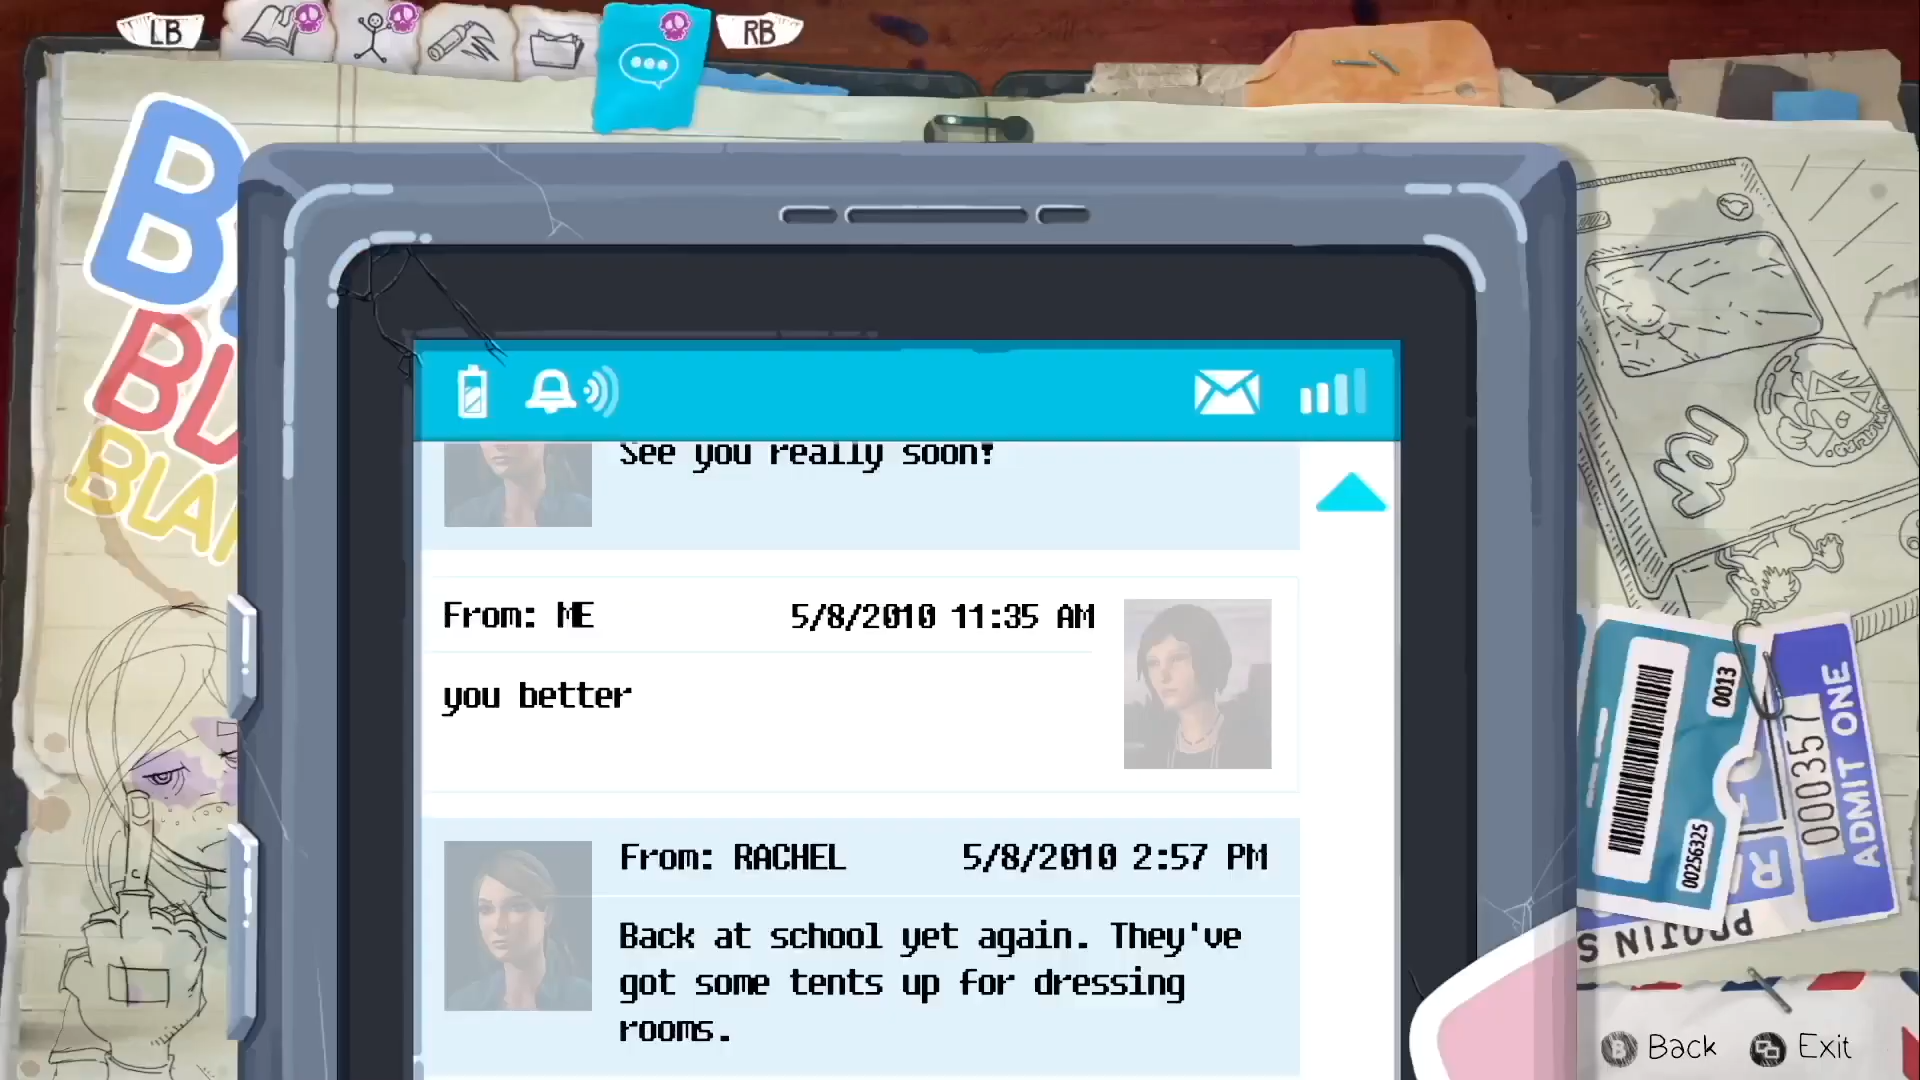 LB
RB
See you really soon!
From: ME
5/8/2010 11:35 AM
you better
From: RACHEL
5/8/2010 2:57 PM
Back at school yet again. They've
got some tents up for dressing
rooms.
0013
00256325
000357
ADMIT ONE
Back
Exit